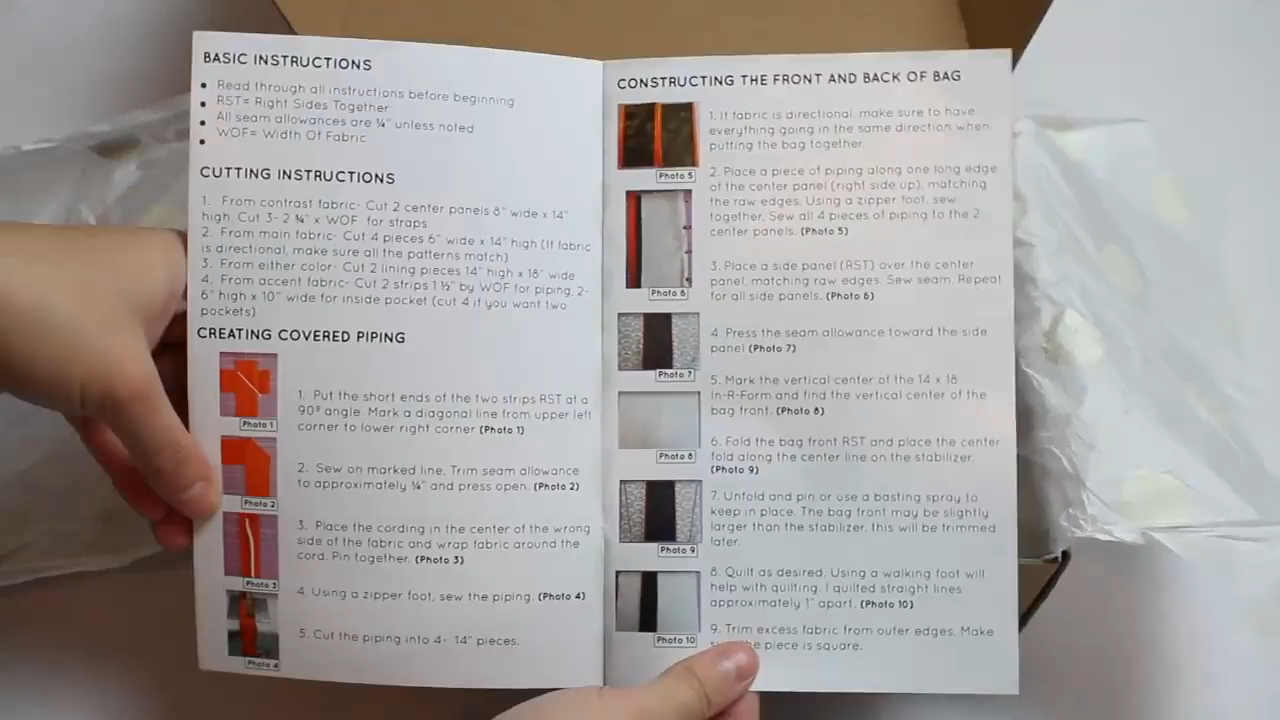 BASIC INSTRUCTIONS
Read through all instructions before beginning
RST= Right Sides Together
All seam allowances are ¼" unless noted
WOF= Width Of Fabric
CUTTING INSTRUCTIONS
1. From contrast fabric- Cut 2 center panels 8" wide x 14"
high. Cut 3- 2 ¾" x WOF for straps
2. From main fabric- Cut 4 pieces 6" wide x 14" high (If fabric
is directional, make sure all the patterns match)
3. From either color- Cut 2 lining pieces 14" high x 18" wide
4. From accent fabric- Cut 2 strips 1 ½" by WOF for piping, 2-
6" high x 10" wide for inside pocket (cut 4 if you want two
pockets)
CREATING COVERED PIPING
Photo 1
1. Put the short ends of the two strips RST at a
90º angle. Mark a diagonal line from upper left
corner to lower right corner (Photo 1)
Photo 2
2. Sew on marked line. Trim seam allowance
to approximately ¼" and press open. (Photo 2)
Photo 3
3. Place the cording in the center of the wrong
side of the fabric and wrap fabric around the
cord. Pin together. (Photo 3)
4. Using a zipper foot, sew the piping. (Photo 4)
Photo 4
5. Cut the piping into 4- 14" pieces.
CONSTRUCTING THE FRONT AND BACK OF BAG
Photo 5
1. If fabric is directional, make sure to have
everything going in the same direction when
putting the bag together.
2. Place a piece of piping along one long edge
of the center panel (right side up), matching
the raw edges. Using a zipper foot, sew
together. Sew all 4 pieces of piping to the 2
center panels. (Photo 5)
Photo 6
3. Place a side panel (RST) over the center
panel, matching raw edges. Sew seam. Repeat
for all side panels. (Photo 6)
Photo 7
4. Press the seam allowance toward the side
panel (Photo 7)
5. Mark the vertical center of the 14 x 18
In-R-Form and find the vertical center of the
bag front. (Photo 8)
Photo 8
6. Fold the bag front RST and place the center
fold along the center line on the stabilizer.
(Photo 9)
Photo 9
7. Unfold and pin or use a basting spray to
keep in place. The bag front may be slightly
larger than the stabilizer, this will be trimmed
later.
8. Quilt as desired. Using a walking foot will
help with quilting. I quilted straight lines
approximately 1" apart. (Photo 10)
Photo 10
9. Trim excess fabric from outer edges. Make
piece is square.